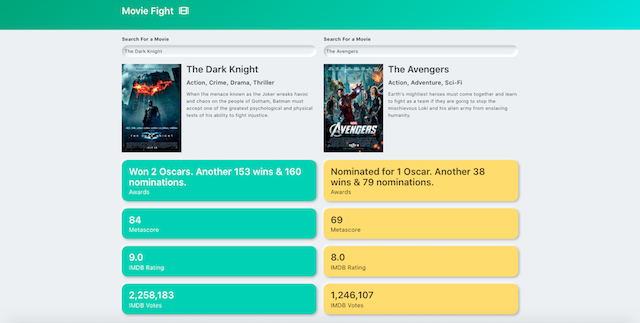 Movie Fight
Search For a Movie
The Dark Knight
The Dark Knight
Action, Crime, Drama, Thriller
When the menace known as the Joker wreaks havoc
and chaos on the people of Gotham, Batman must
accept one of the greatest psychological and physical
tests of his ability to fight injustice.
Won 2 Oscars. Another 153 wins & 160
nominations.
Awards
84
Metascore
9.0
IMDB Rating
2,258,183
IMDB Votes
Search For a Movie
The Avengers
AVENGERS
The Avengers
Action, Adventure, Sci-Fi
Earth's mightiest heroes must come together and learn
to fight as a team if they are going to stop the
mischievous Loki and his alien army from enslaving
humanity.
Nominated for 1 Oscar. Another 38
wins & 79 nominations.
Awards
69
Metascore
8.0
IMDB Rating
1,246,107
IMDB Votes